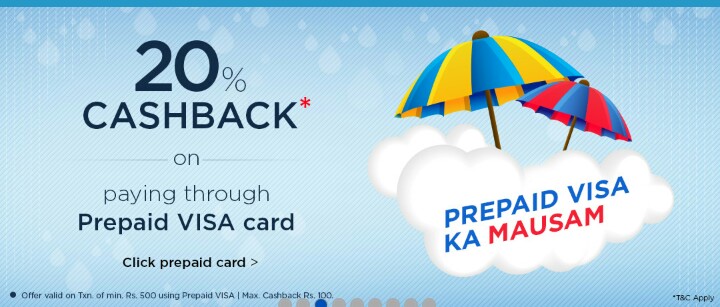 20%
CASHBACK*
on
paying through
Prepaid VISA card
Click prepaid card >
PREPAID VISA
KA MAUSAM
• Offer valid on Txn. of min. Rs. 500 using Prepaid VISA | Max. Cashback Rs. 100.
*T&C Apply